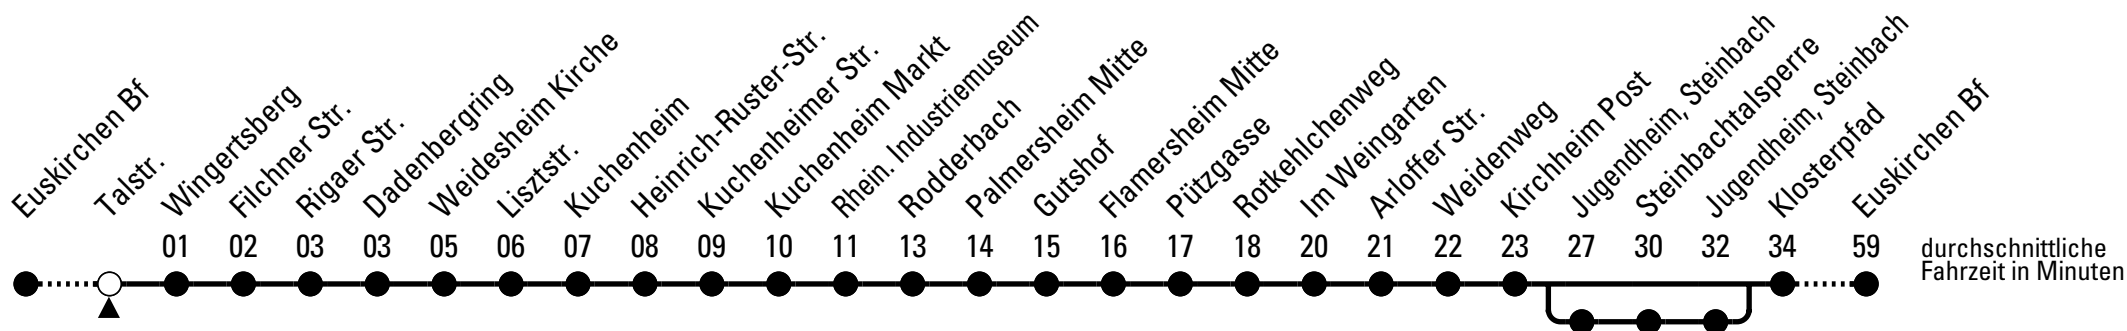 Euskirchen Bf
Talstr.
Wingertsberg
Filchner Str.
Rigaer Str.
Dadenbergring
Weidesheim Kirche
Lisztstr.
Kuchenheim
Heinrich-Ruster-Str.
Kuchenheimer Str.
Kuchenheim Markt
Rhein. Industriemuseum
Rodderbach
Palmersheim Mitte
Gutshof
Flamersheim Mitte
Pützgasse
Rotkehlchenweg
Im Weingarten
Arloffer Str.
Weidenweg
Kirchheim Post
Jugendheim, Steinbach
Steinbachtalsperre
Jugendheim, Steinbach
Klosterpfad
Euskirchen Bf
01 02 03 03 05 06 07 08 09 10 11 13 14 15 16 17 18 20 21 22 23 27 30 32 34 59
durchschnittliche
Fahrzeit in Minuten